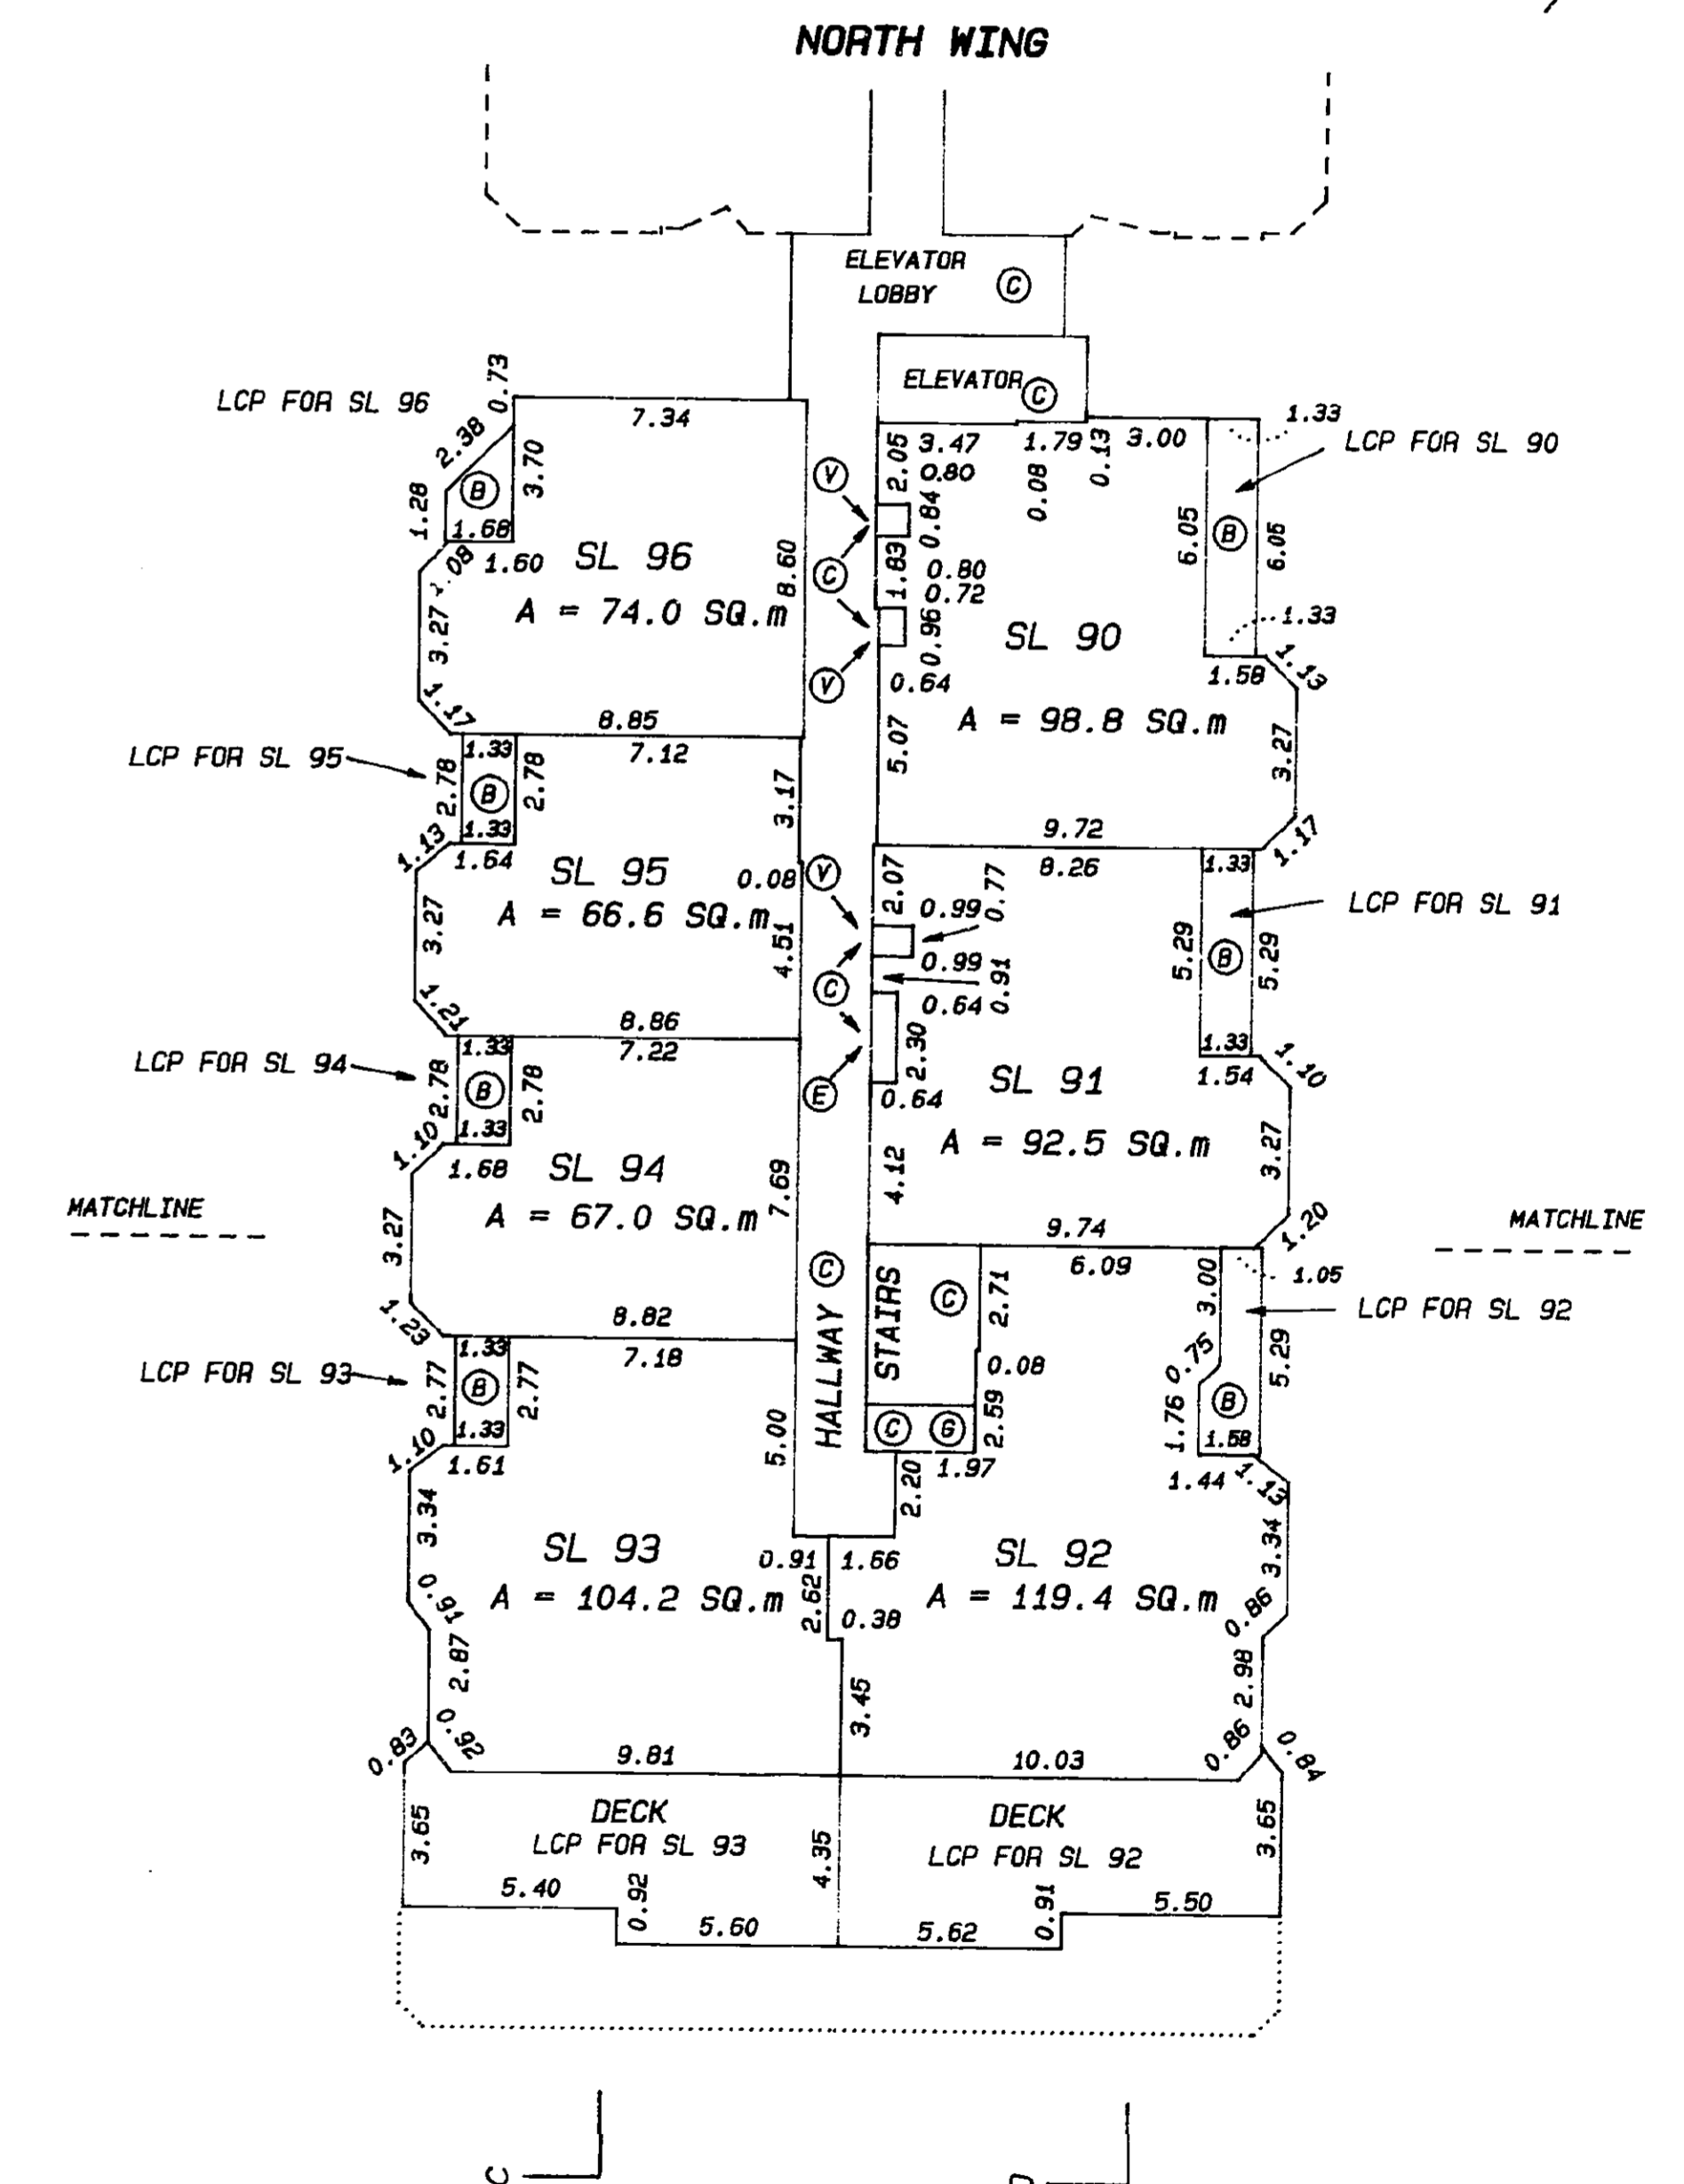 NORTH WING
ELEVATOR
LOBBY
C
ELEVATOR
C
LCP FOR SL 96
0.73
7.34
2.38
3.70
B
1.28
1.68
1.60
SL 96
A = 74.0 SQ.m
8.60
3.27
1.17
8.85
V
C
V
2.05
3.47
1.79
0.13
3.00
1.33
LCP FOR SL 90
0.80
0.08
0.84
1.83
0.80
0.72
0.96
0.64
6.05
B
6.05
1.33
SL 90
1.58
1.13
A = 98.8 SQ.m
5.07
3.27
9.72
1.17
LCP FOR SL 95
1.33
7.12
2.78
B
2.78
3.17
1.33
1.13
1.64
SL 95
0.08
A = 66.6 SQ.m
3.27
4.51
1.21
8.86
V
C
E
2.07
8.26
1.33
0.77
0.99
LCP FOR SL 91
0.99
0.91
0.64
5.29
B
5.29
2.30
1.33
SL 91
1.54
1.10
0.64
A = 92.5 SQ.m
4.12
3.27
9.74
1.20
LCP FOR SL 94
1.33
7.22
2.78
B
2.78
1.33
1.10
1.68
SL 94
A = 67.0 SQ.m
7.69
3.27
1.23
8.82
MATCHLINE
MATCHLINE
HALLWAY
C
STAIRS
C
2.71
6.09
3.00
1.05
LCP FOR SL 92
0.08
0.75
5.29
C
G
2.59
1.76
B
1.58
1.97
2.20
1.44
1.13
LCP FOR SL 93
1.33
7.18
2.77
B
2.77
1.33
1.10
1.61
5.00
3.34
SL 93
0.91
1.66
SL 92
3.34
A = 104.2 SQ.m
2.62
A = 119.4 SQ.m
0.91
0.38
0.86
2.87
3.45
2.98
0.83
0.92
9.81
10.03
0.86
0.84
DECK
LCP FOR SL 93
DECK
LCP FOR SL 92
3.65
4.35
3.65
5.40
0.92
5.60
5.62
0.91
5.50
C